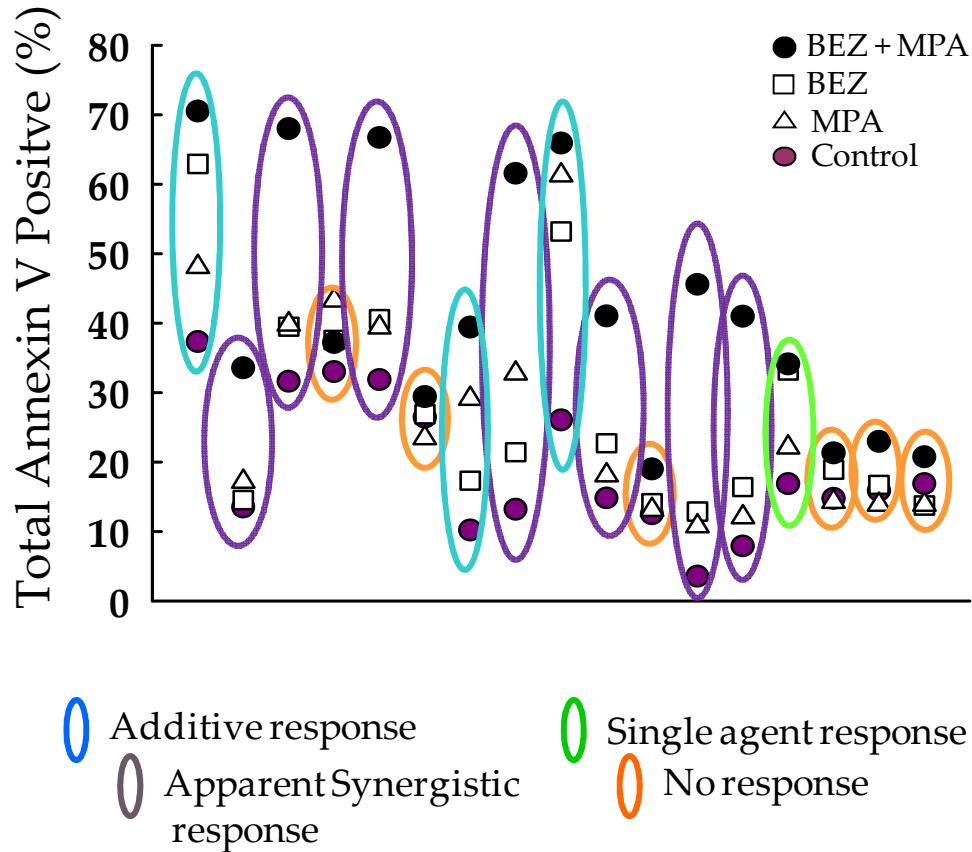 Total Annexin V Positve (%)
80
70
60
50
40
30
20
10
0
BEZ + MPA
BEZ
MPA
Control
Additive response
Single agent response
Apparent Synergistic
response
No response